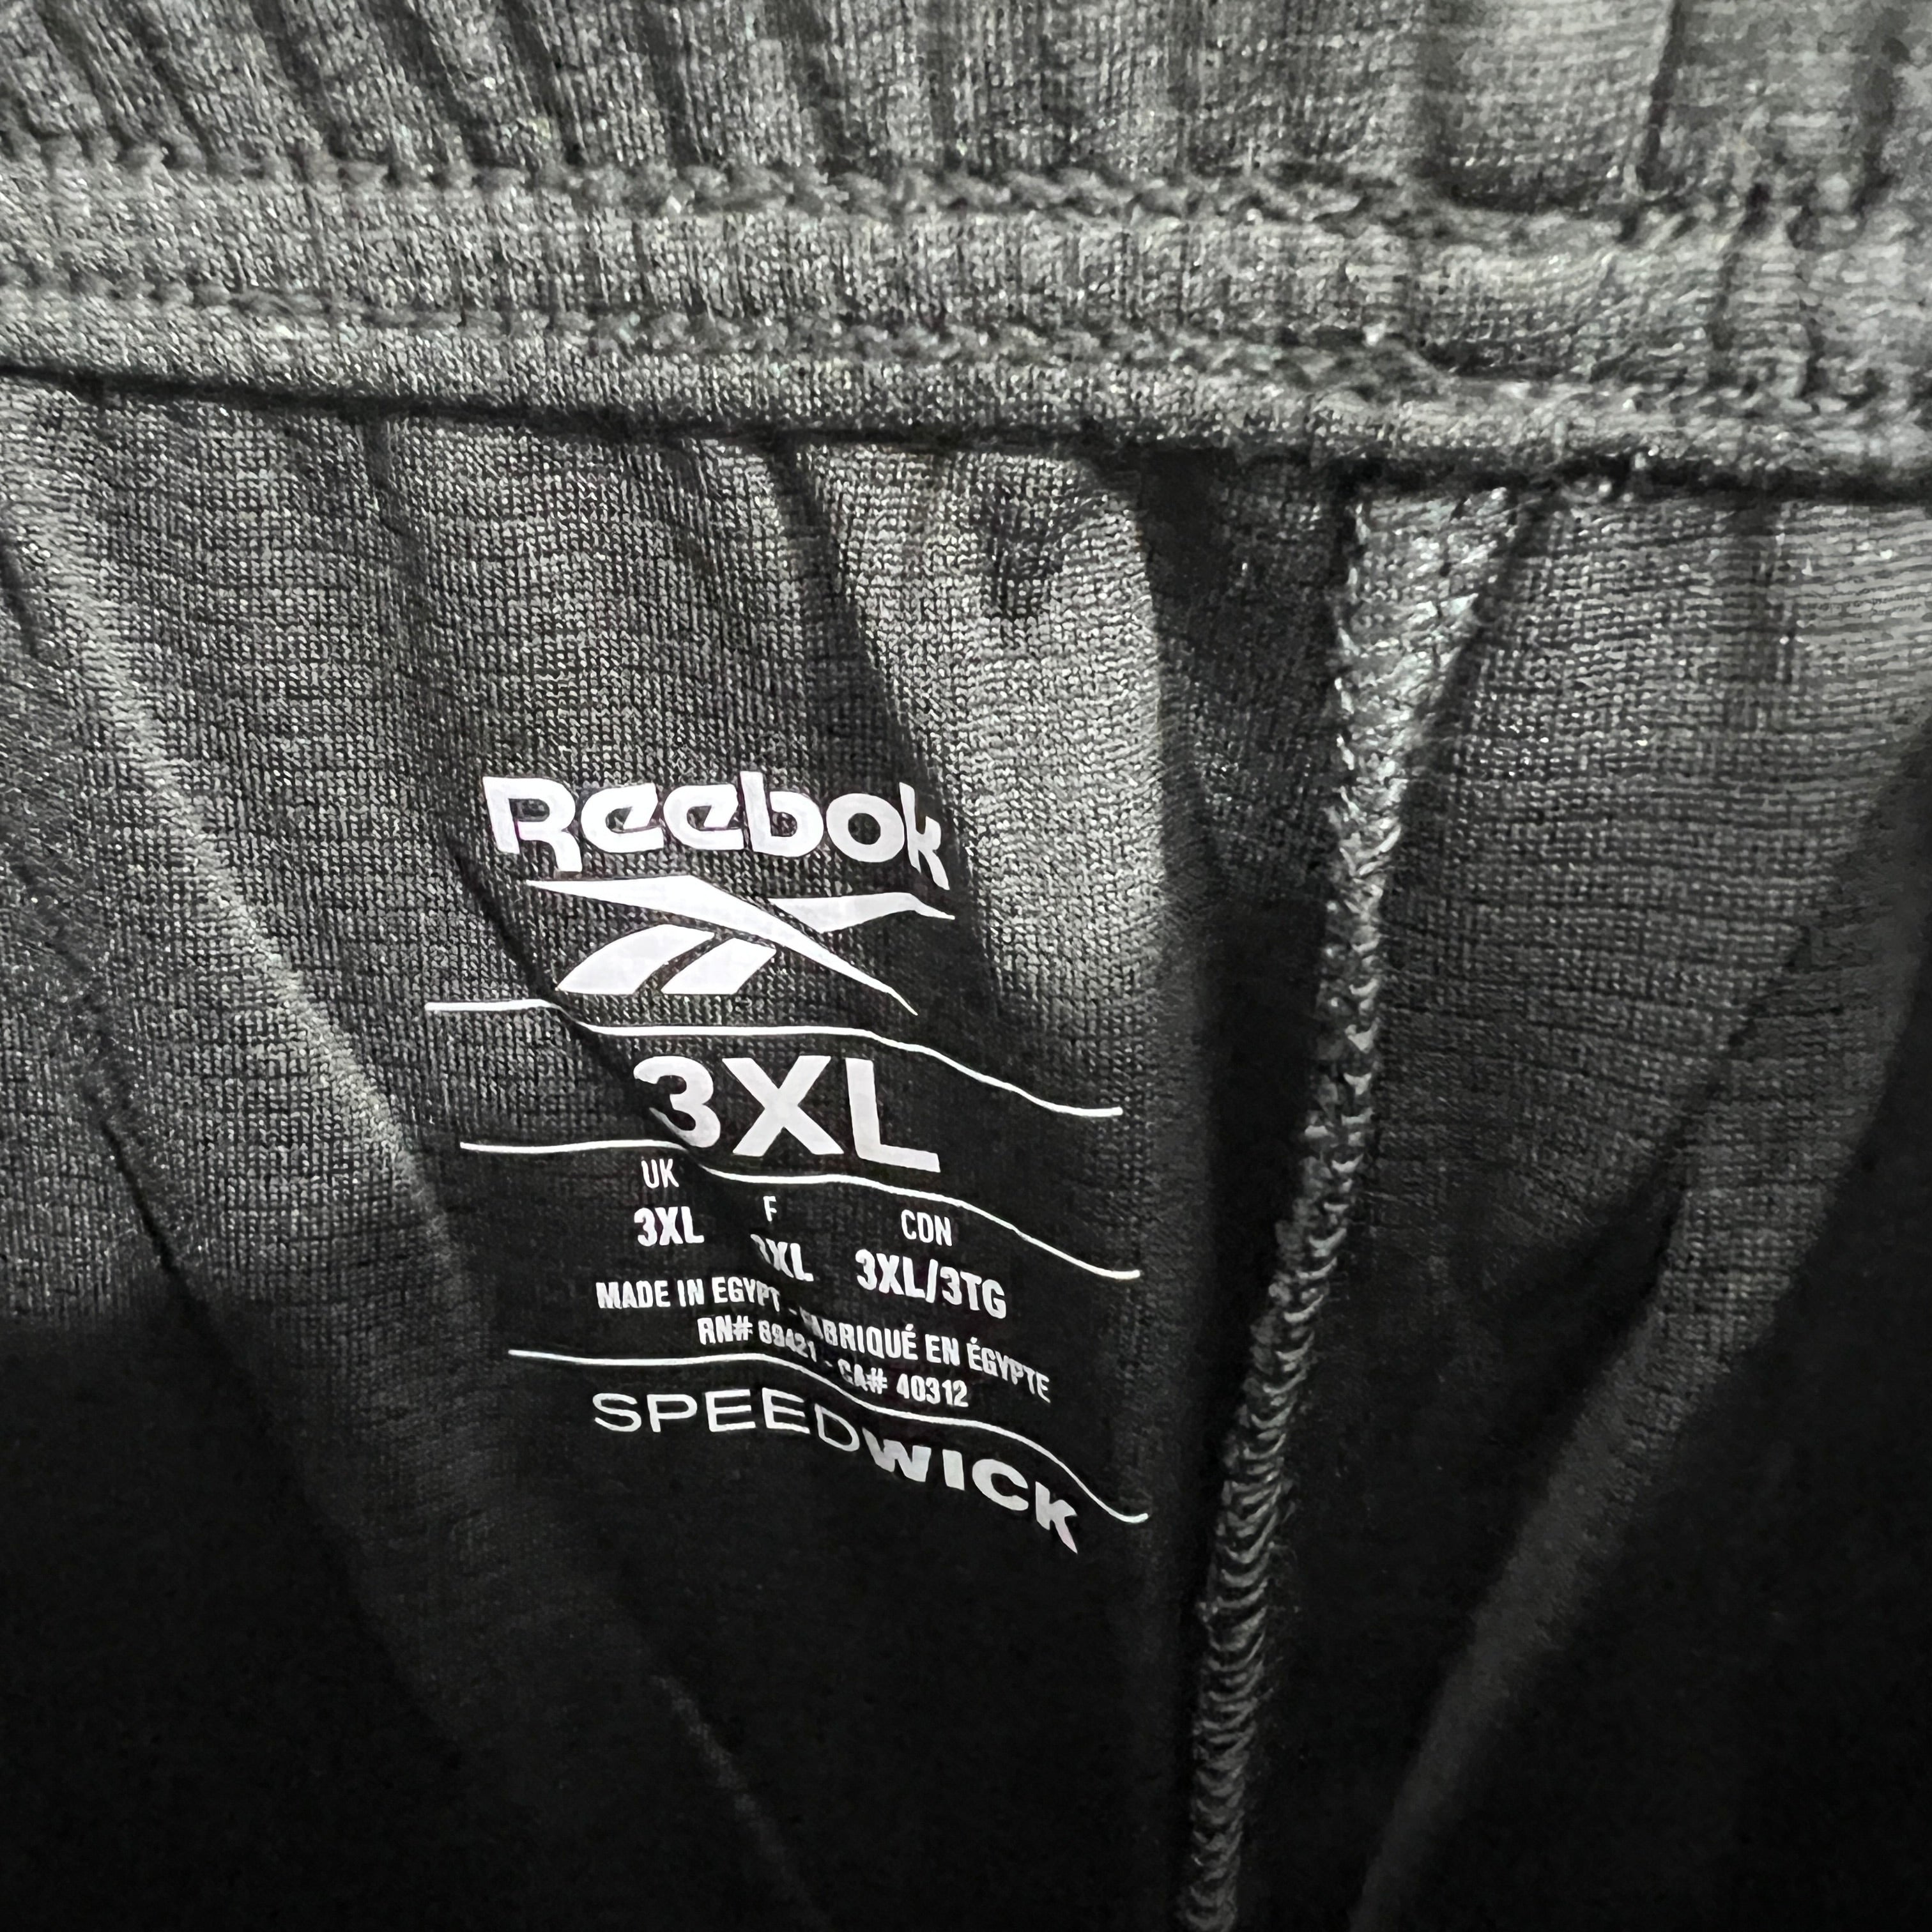 Reebok
3XL
UK F CDN
3XL 3XL 3XL/3TG
MADE IN EGYPT - FABRIQUÉ EN ÉGYPTE
RN# 89421 - CA# 40312
SPEEDWICK